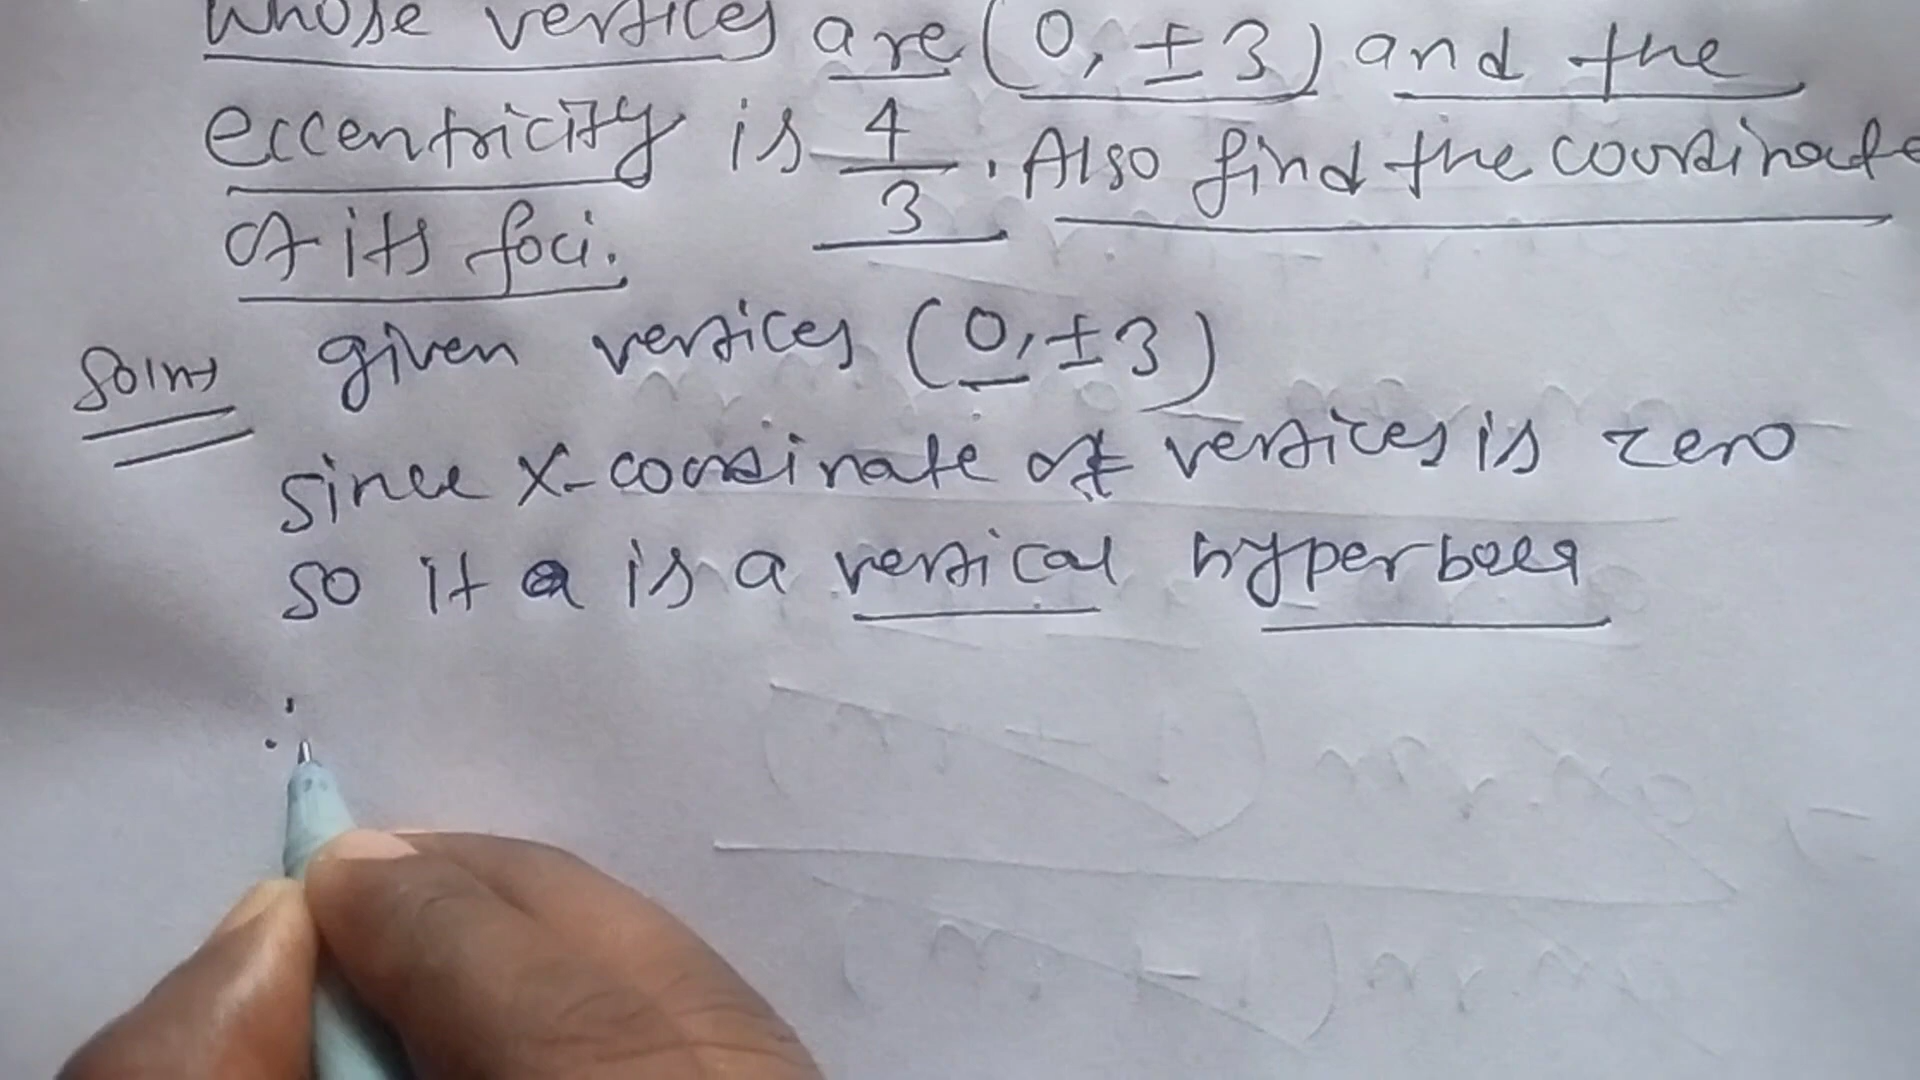 whose vertices are (0, ±3) and the
eccentricity is 4/3. Also find the coordinate
of its foci.
Soln given vertices (0, ±3)
since x-coordinate of vertices is zero
so it is a vertical hyperbola